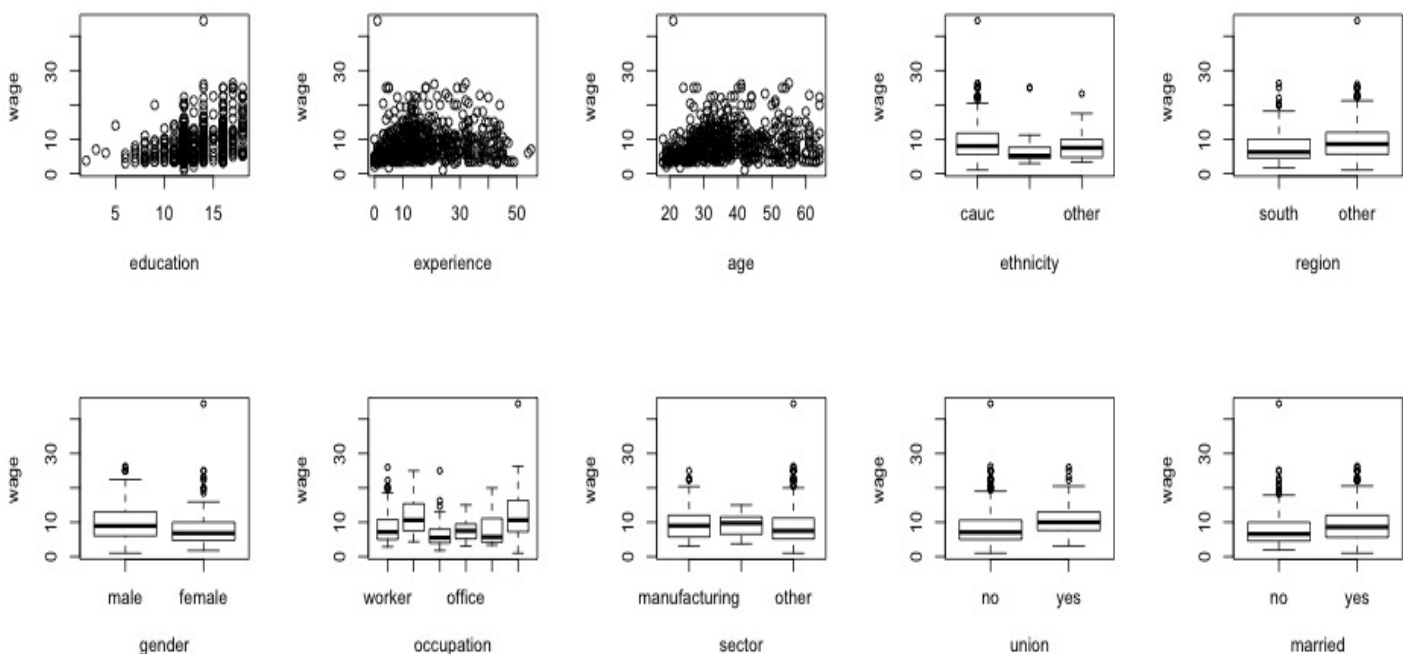 wage 0 10 30 5 10 15 education
wage 0 10 30 0 10 30 50 experience
wage 0 10 30 20 30 40 50 60 age
wage 0 10 30 cauc other ethnicity
wage 0 10 30 south other region
wage 0 10 30 male female gender
wage 0 10 30 worker office occupation
wage 0 10 30 manufacturing other sector
wage 0 10 30 no yes union
wage 0 10 30 no yes married